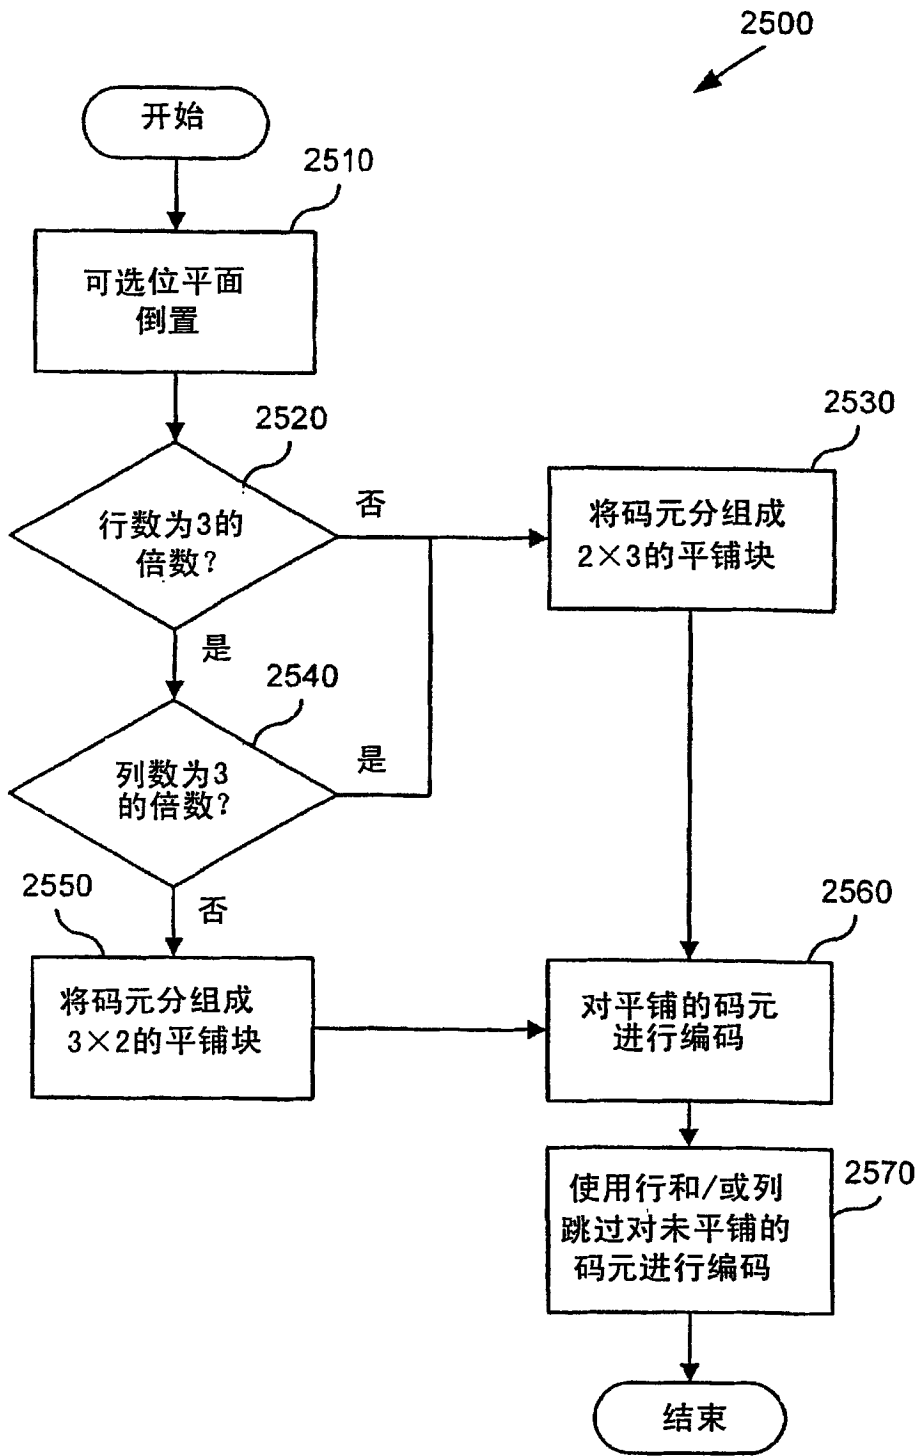 2500
开始
2510
可选位平面
倒置
2520
行数为3的
倍数？
否
2530
将码元分组成
2×3的平铺块
是
2540
列数为3
的倍数？
是
2550
否
将码元分组成
3×2的平铺块
2560
对平铺的码元
进行编码
2570
使用行和/或列
跳过对未平铺的
码元进行编码
结束